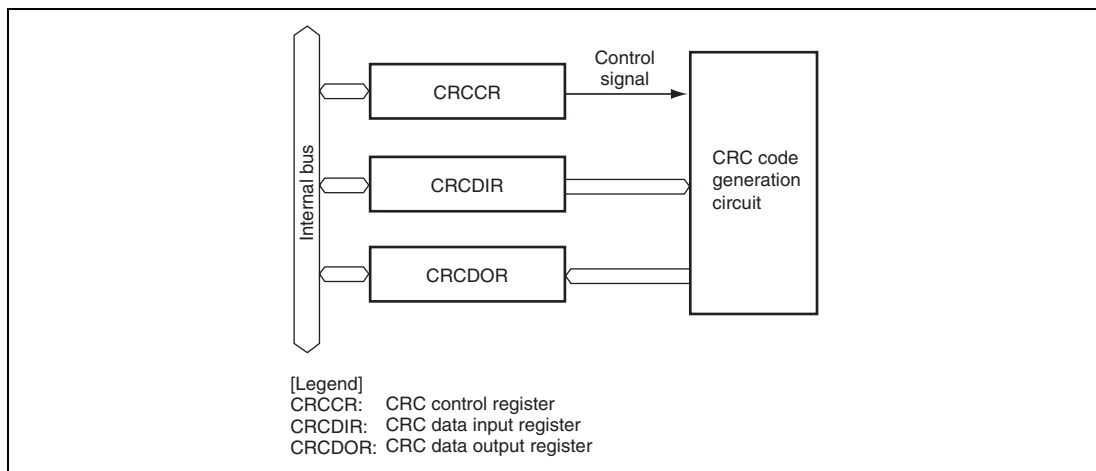 Control
signal
CRCCR
Internal bus
CRCDIR
CRC code
generation
circuit
CRCDOR
[Legend]
CRCCR: CRC control register
CRCDIR: CRC data input register
CRCDOR: CRC data output register